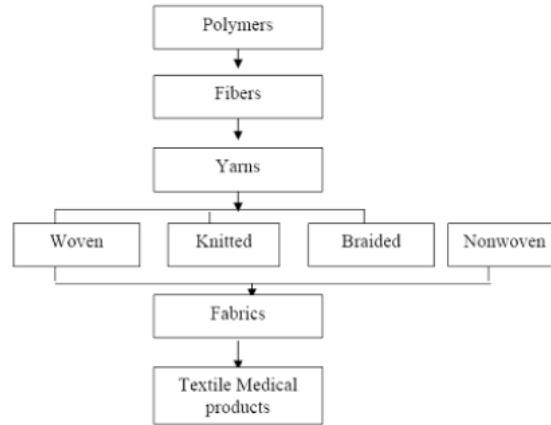 Polymers
Fibers
Yarns
Woven
Knitted
Braided
Nonwoven
Fabrics
Textile Medical
products